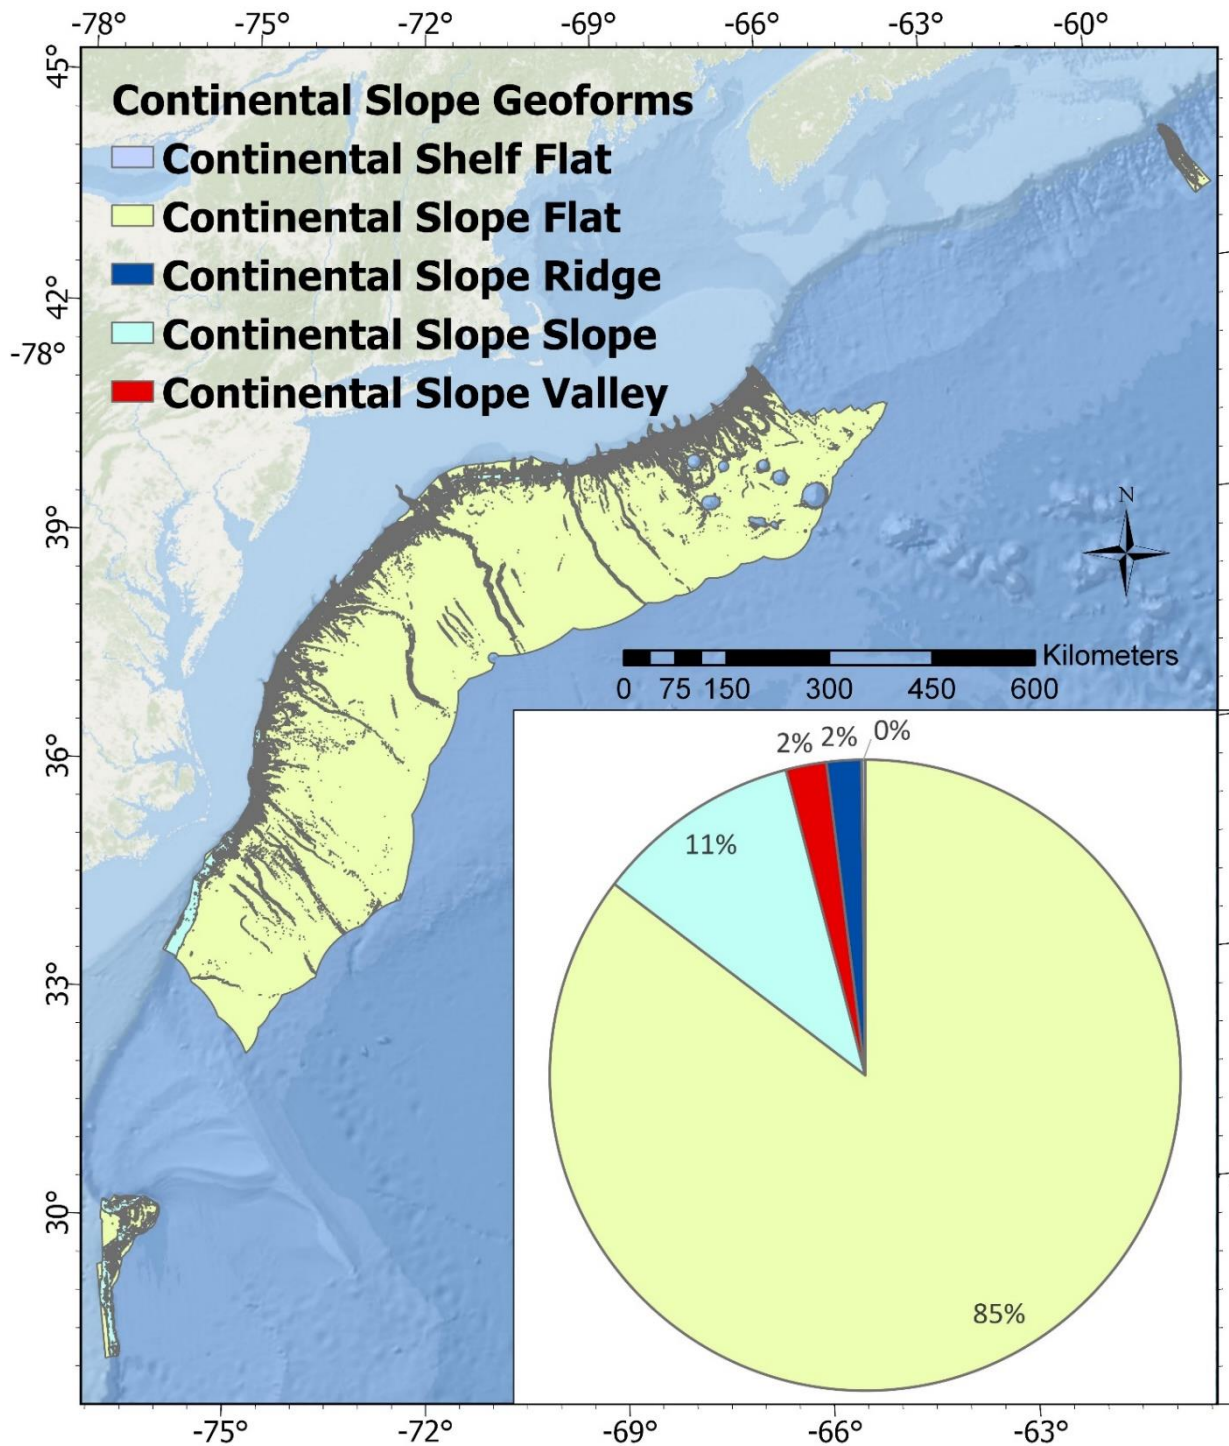 -78° -75° -72° -69° -66° -63° -60°
45°
Continental Slope Geoforms
Continental Shelf Flat
Continental Slope Flat
Continental Slope Ridge
Continental Slope Slope
Continental Slope Valley
42°
-78°
39°
N
Kilometers
0 75 150 300 450 600
36°
2% 2% 0%
11%
85%
33°
30°
-75° -72° -69° -66° -63°